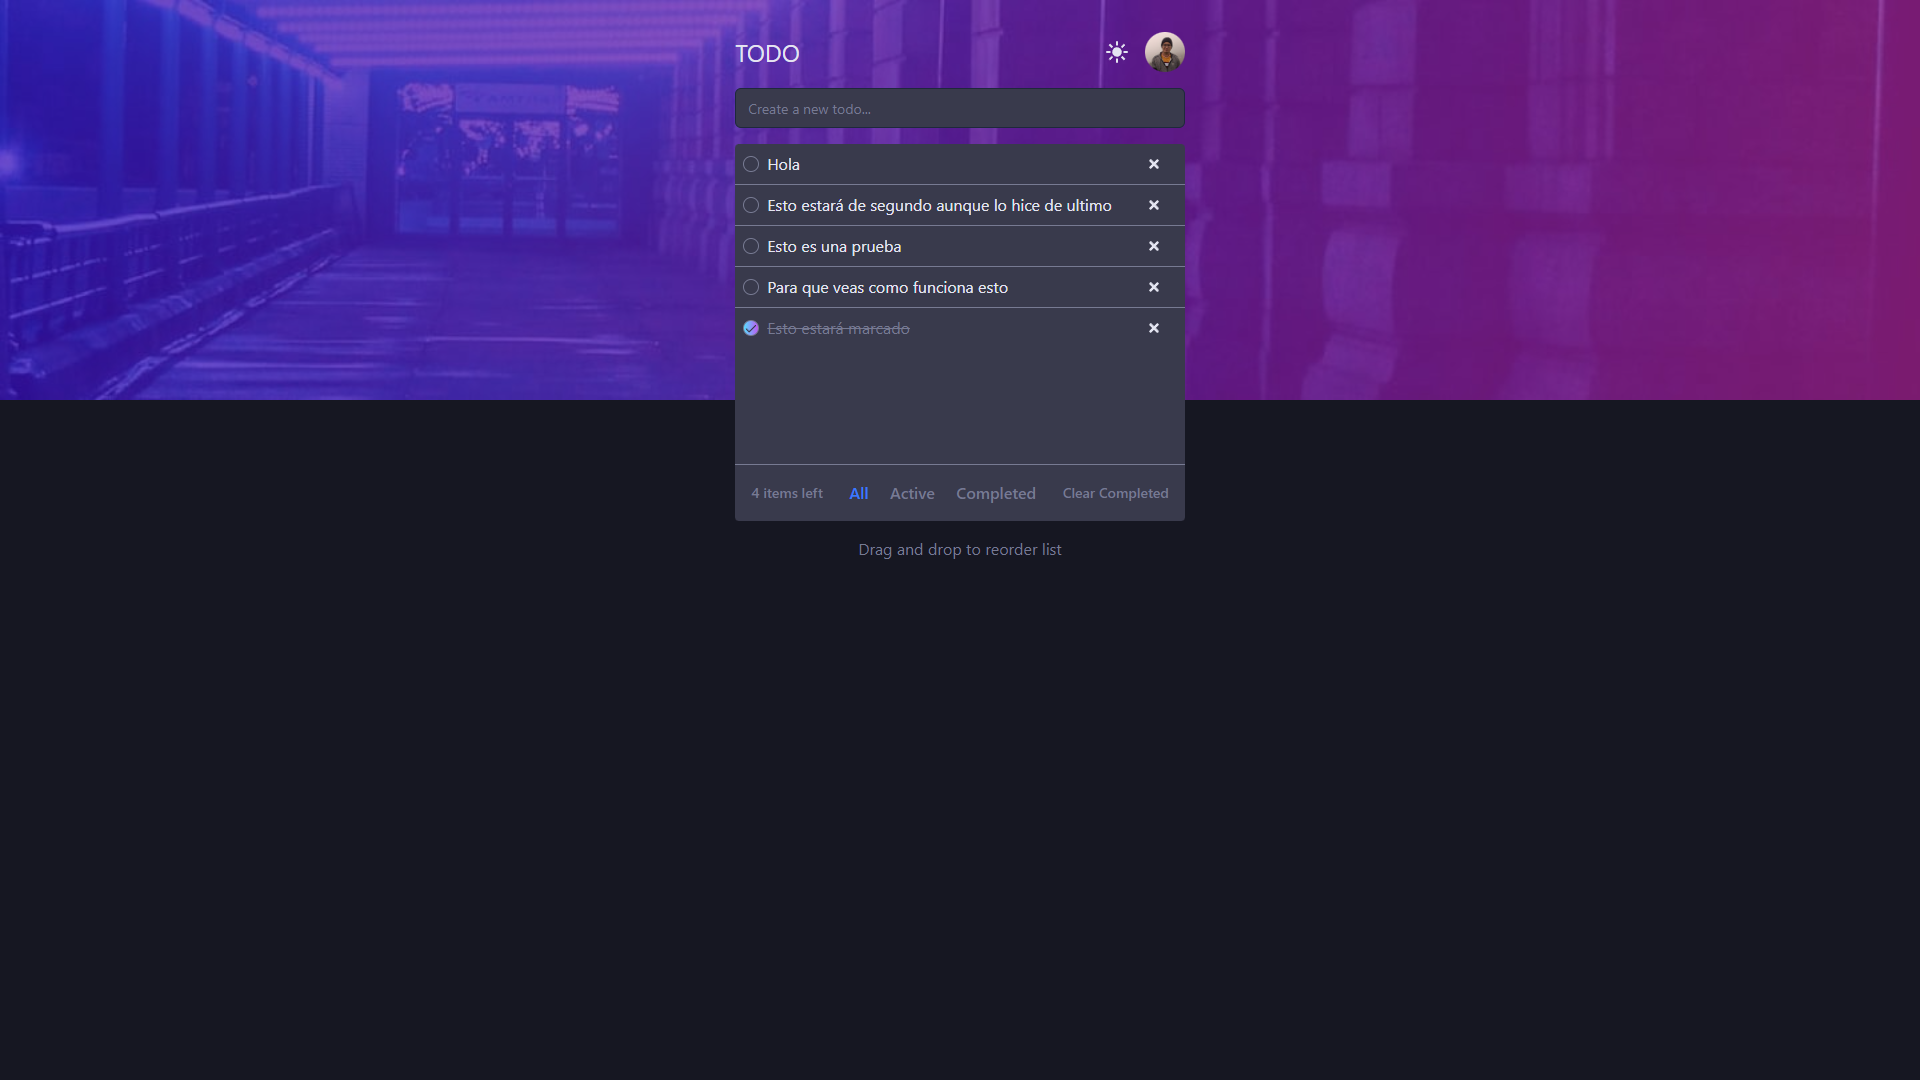 TODO
Create a new todo...
Hola
Esto estará de segundo aunque lo hice de ultimo
Esto es una prueba
Para que veas como funciona esto
Esto estará marcado
4 items left All Active Completed Clear Completed
Drag and drop to reorder list